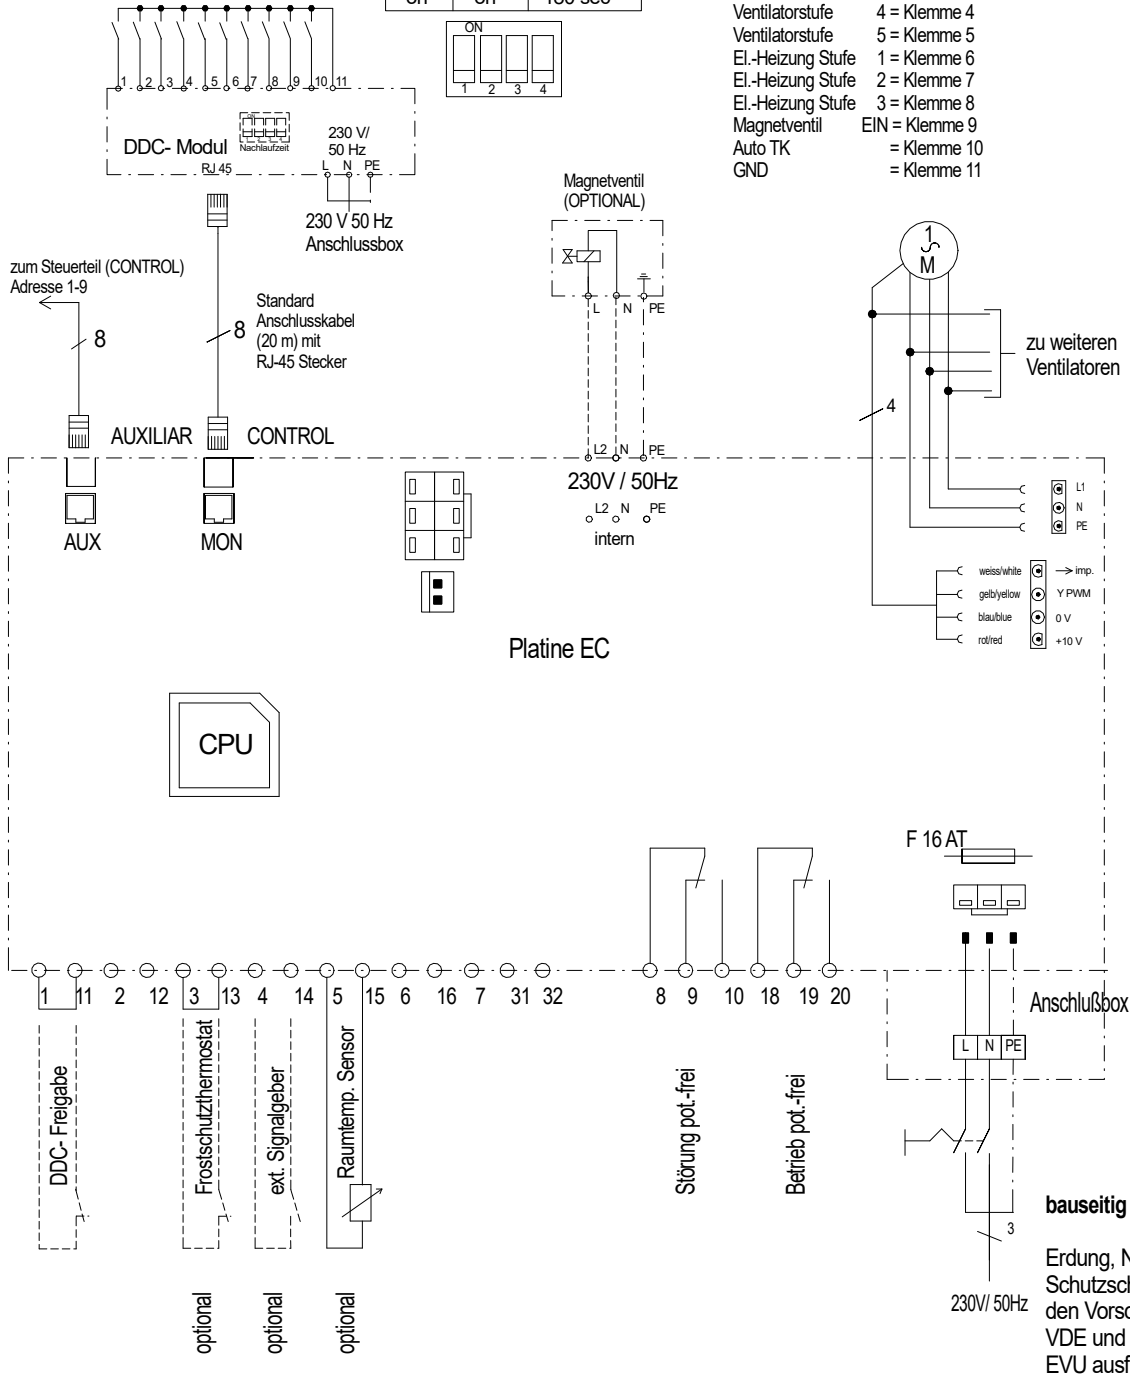 on on 180 sec
Ventilatorstufe 4 = Klemme 4
Ventilatorstufe 5 = Klemme 5
El.-Heizung Stufe 1 = Klemme 6
El.-Heizung Stufe 2 = Klemme 7
El.-Heizung Stufe 3 = Klemme 8
Magnetventil EIN = Klemme 9
Auto TK = Klemme 10
GND = Klemme 11
ON
1 2 3 4
1 2 3 4 5 6 7 8 9 10 11
DDC- Modul
Nachlaufzeit
RJ 45
230 V/
50 Hz
L N PE
230 V 50 Hz
Anschlussbox
Magnetventil
(OPTIONAL)
L N PE
1
M
zum Steuerteil (CONTROL)
Adresse 1-9
8
Standard
Anschlusskabel
(20 m) mit
RJ-45 Stecker
8
zu weiteren
Ventilatoren
4
AUXILIAR
CONTROL
L2 N PE
230V / 50Hz
L2 N PE
intern
AUX
MON
L1
N
PE
weiss/white imp.
gelb/yellow Y PWM
blau/blue 0 V
rot/red +10 V
Platine EC
CPU
F 16 AT
1 11 2 12 3 13 4 14 5 15 6 16 7 31 32 8 9 10 18 19 20
Anschlußbox
L N PE
DDC- Freigabe
Frostschutzthermostat
ext. Signalgeber
Raumtemp. Sensor
Störung pot.-frei
Betrieb pot.-frei
optional
optional
optional
3
230V/ 50Hz
bauseitig
Erdung, N
Schutzsch
den Vorsc
VDE und
EVU ausf